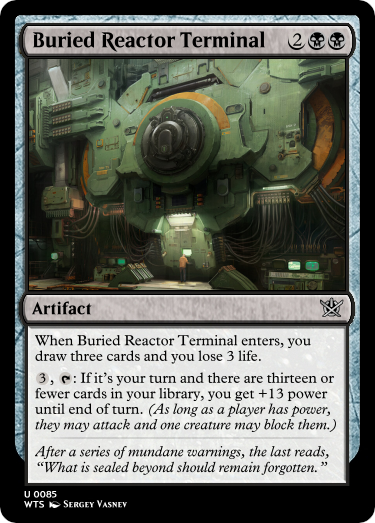 Buried Reactor Terminal 2
Artifact
When Buried Reactor Terminal enters, you
draw three cards and you lose 3 life.
3, : If it's your turn and there are thirteen or
fewer cards in your library, you get +13 power
until end of turn. (As long as a player has power,
they may attack and one creature may block them.)
After a series of mundane warnings, the last reads,
"What is sealed beyond should remain forgotten."
U 0085
WTS Sergey Vasnev